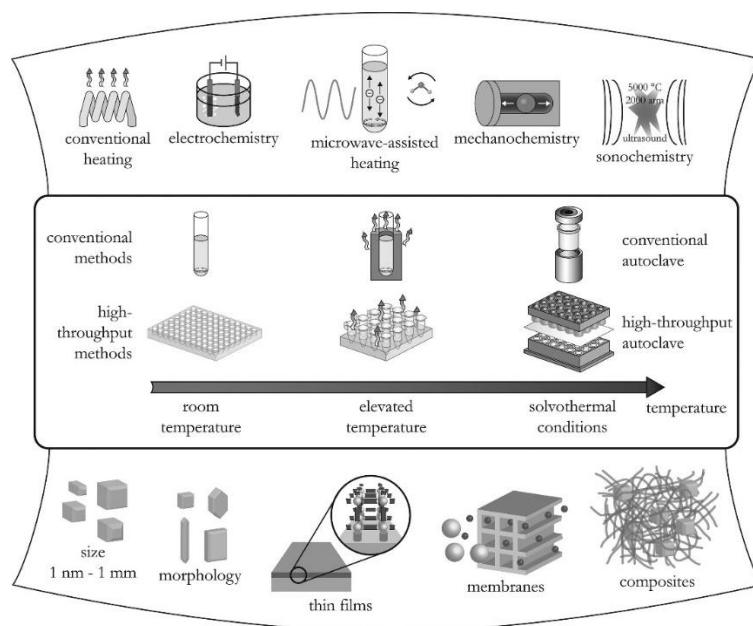 conventional
heating
electrochemistry
microwave-assisted
heating
mechanochemistry
5000 °C
2000 atm
ultrasound
sonochemistry
conventional
methods
conventional
autoclave
high-
throughput
methods
high-throughput
autoclave
room
temperature
elevated
temperature
solvothermal
conditions
temperature
size
1 nm - 1 mm
morphology
thin films
membranes
composites